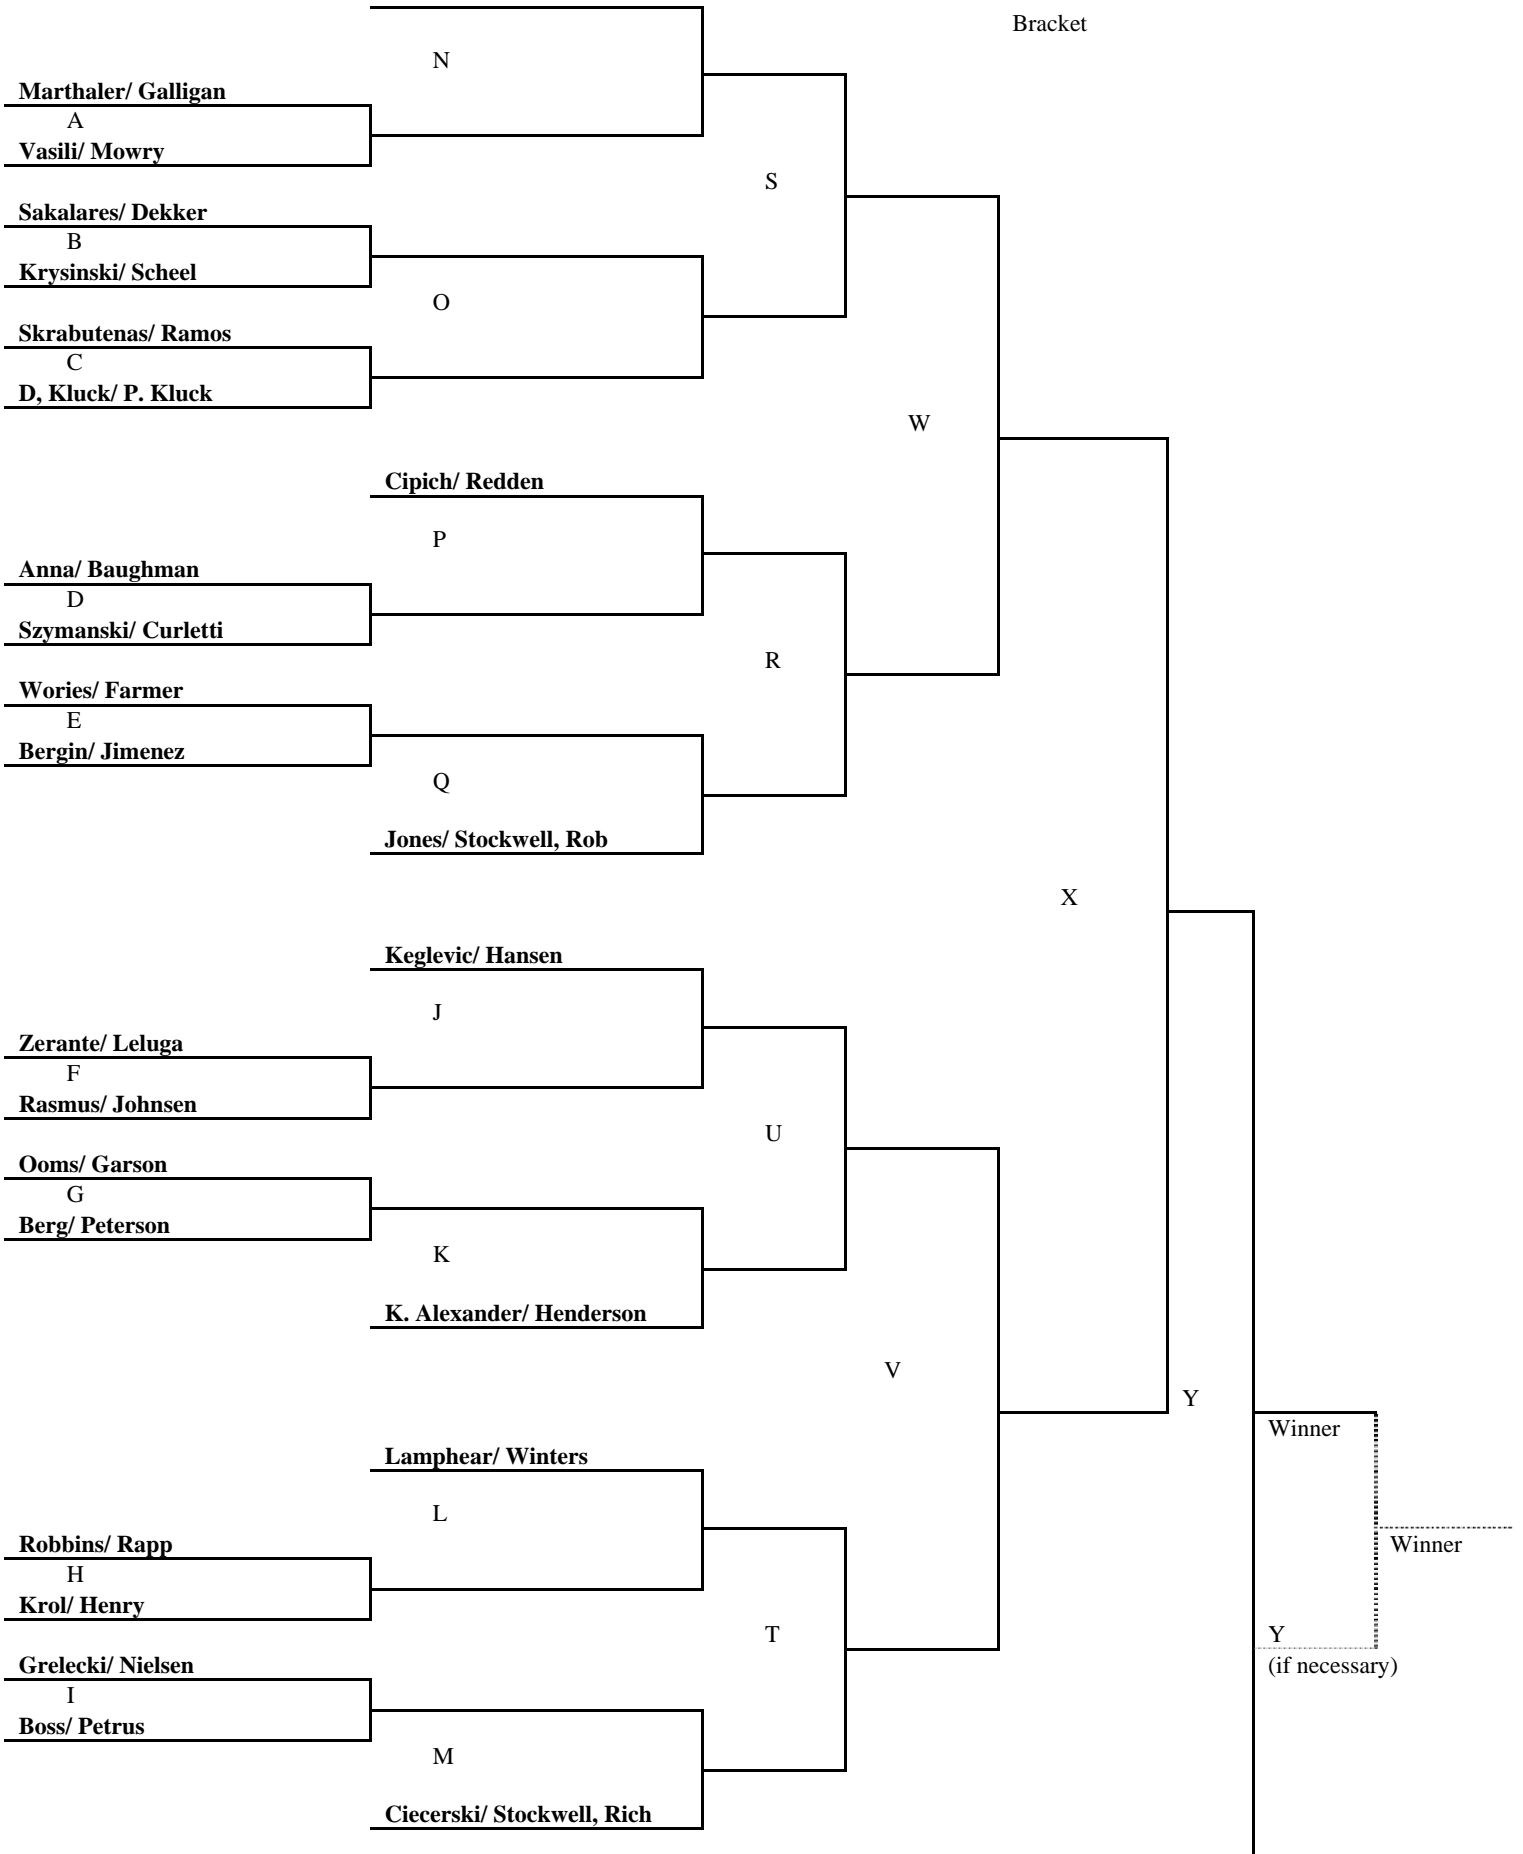 Bracket
N
Marthaler/ Galligan
A
Vasili/ Mowry
S
Sakalares/ Dekker
B
Krysinski/ Scheel
O
Skrabutenas/ Ramos
C
D, Kluck/ P. Kluck
W
Cipich/ Redden
P
Anna/ Baughman
D
Szymanski/ Curletti
R
Wories/ Farmer
E
Bergin/ Jimenez
Q
Jones/ Stockwell, Rob
X
Keglevic/ Hansen
J
Zerante/ Leluga
F
Rasmus/ Johnsen
U
Ooms/ Garson
G
Berg/ Peterson
K
K. Alexander/ Henderson
V
Y
Winner
Lamphear/ Winters
L
Robbins/ Rapp
Winner
H
Krol/ Henry
T
Y
Grelecki/ Nielsen
(if necessary)
I
Boss/ Petrus
M
Ciecerski/ Stockwell, Rich